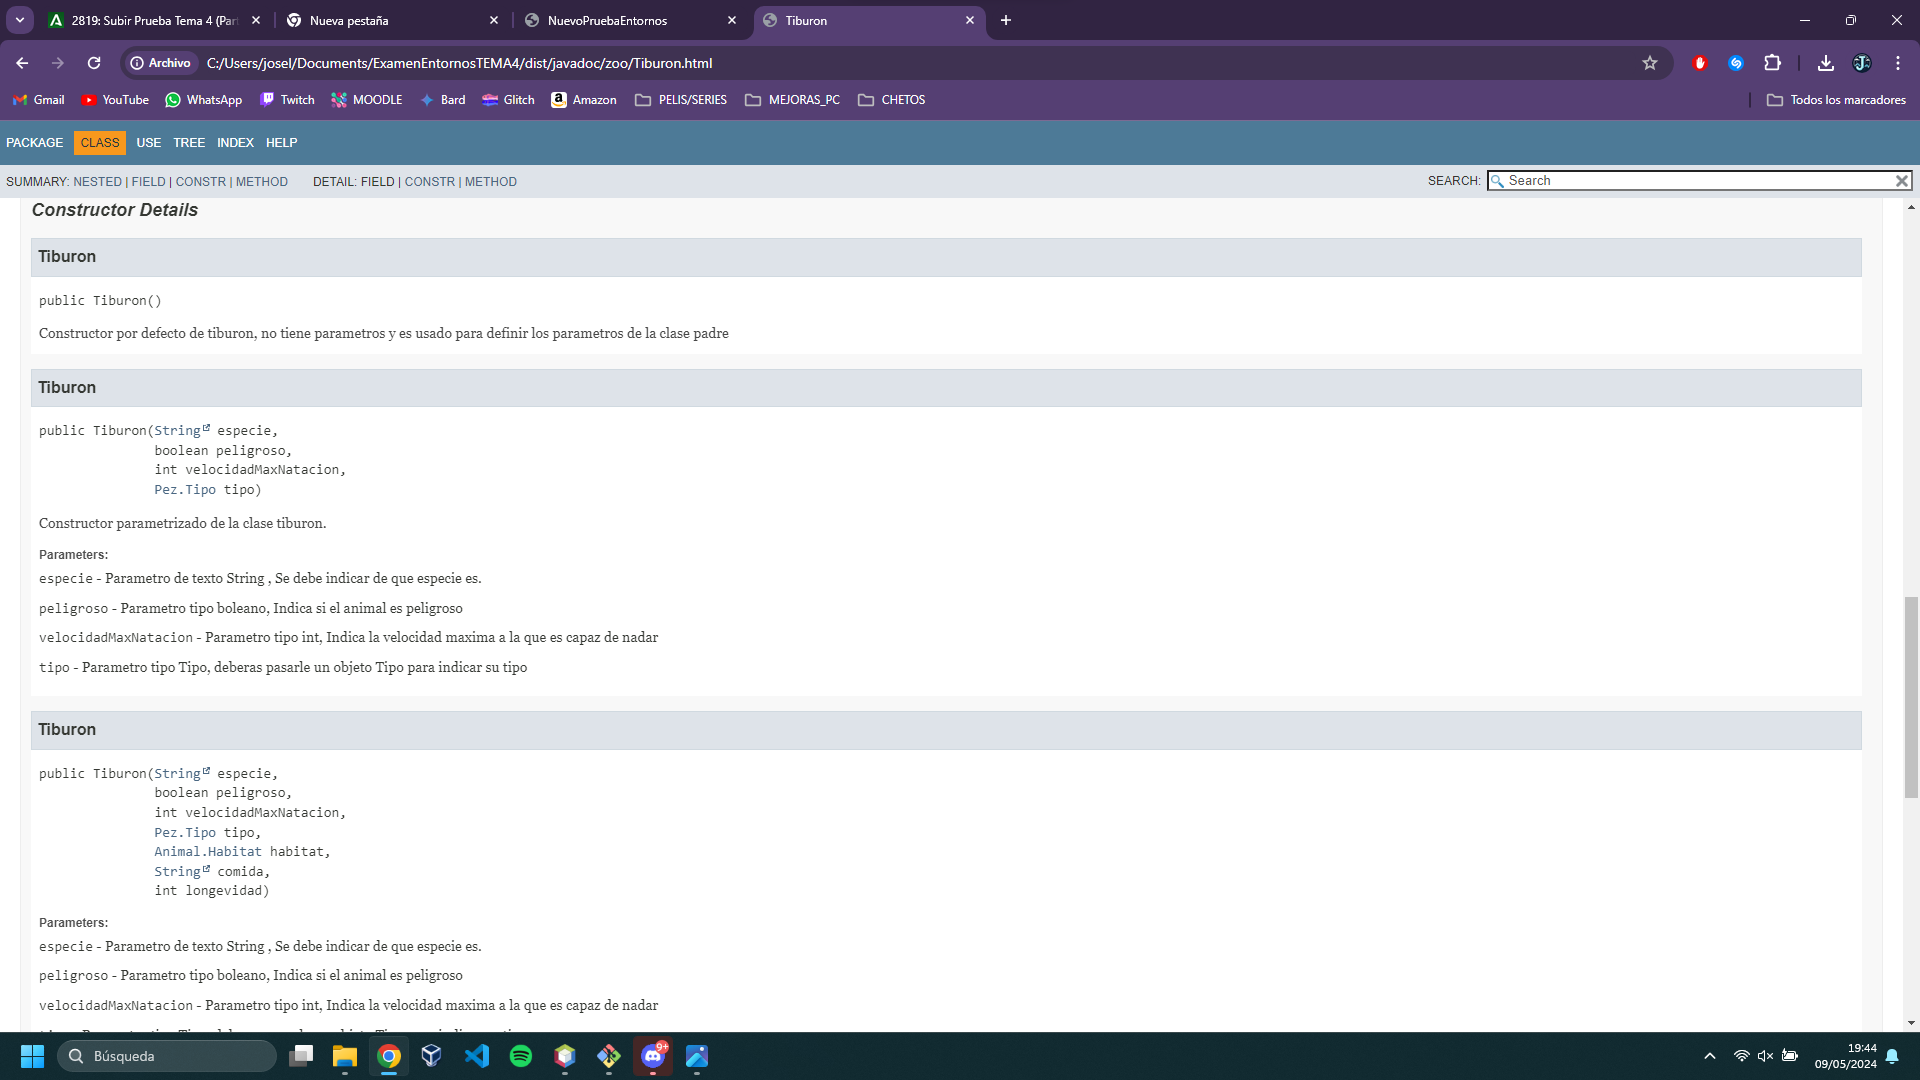 2819: Subir Prueba Tema 4 (Part
Nueva pestaña
NuevoPruebaEntornos
Tiburon
Archivo
C:/Users/josel/Documents/ExamenEntornosTEMA4/dist/javadoc/zoo/Tiburon.html
Gmail
YouTube
WhatsApp
Twitch
MOODLE
Bard
Glitch
Amazon
PELIS/SERIES
MEJORAS_PC
CHETOS
Todos los marcadores
PACKAGE CLASS USE TREE INDEX HELP
SUMMARY: NESTED | FIELD | CONSTR | METHOD DETAIL: FIELD | CONSTR | METHOD
SEARCH: Search
Constructor Details
Tiburon
public Tiburon()
Constructor por defecto de tiburon, no tiene parametros y es usado para definir los parametros de la clase padre
Tiburon
public Tiburon(String especie,
boolean peligroso,
int velocidadMaxNatacion,
Pez.Tipo tipo)
Constructor parametrizado de la clase tiburon.
Parameters:
especie - Parametro de texto String , Se debe indicar de que especie es.
peligroso - Parametro tipo boleano, Indica si el animal es peligroso
velocidadMaxNatacion - Parametro tipo int, Indica la velocidad maxima a la que es capaz de nadar
tipo - Parametro tipo Tipo, deberas pasarle un objeto Tipo para indicar su tipo
Tiburon
public Tiburon(String especie,
boolean peligroso,
int velocidadMaxNatacion,
Pez.Tipo tipo,
Animal.Habitat habitat,
String comida,
int longevidad)
Parameters:
especie - Parametro de texto String , Se debe indicar de que especie es.
peligroso - Parametro tipo boleano, Indica si el animal es peligroso
velocidadMaxNatacion - Parametro tipo int, Indica la velocidad maxima a la que es capaz de nadar
Búsqueda
9+
19:44
09/05/2024